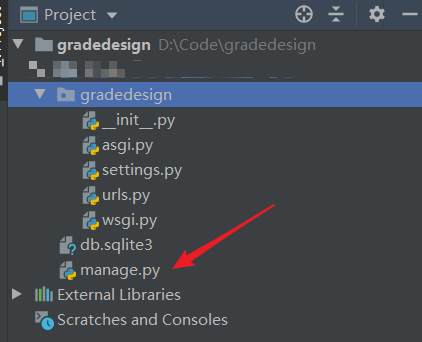 Project
gradedesign D:\Code\gradedesign
gradedesign
__init__.py
asgi.py
settings.py
urls.py
wsgi.py
db.sqlite3
manage.py
External Libraries
Scratches and Consoles